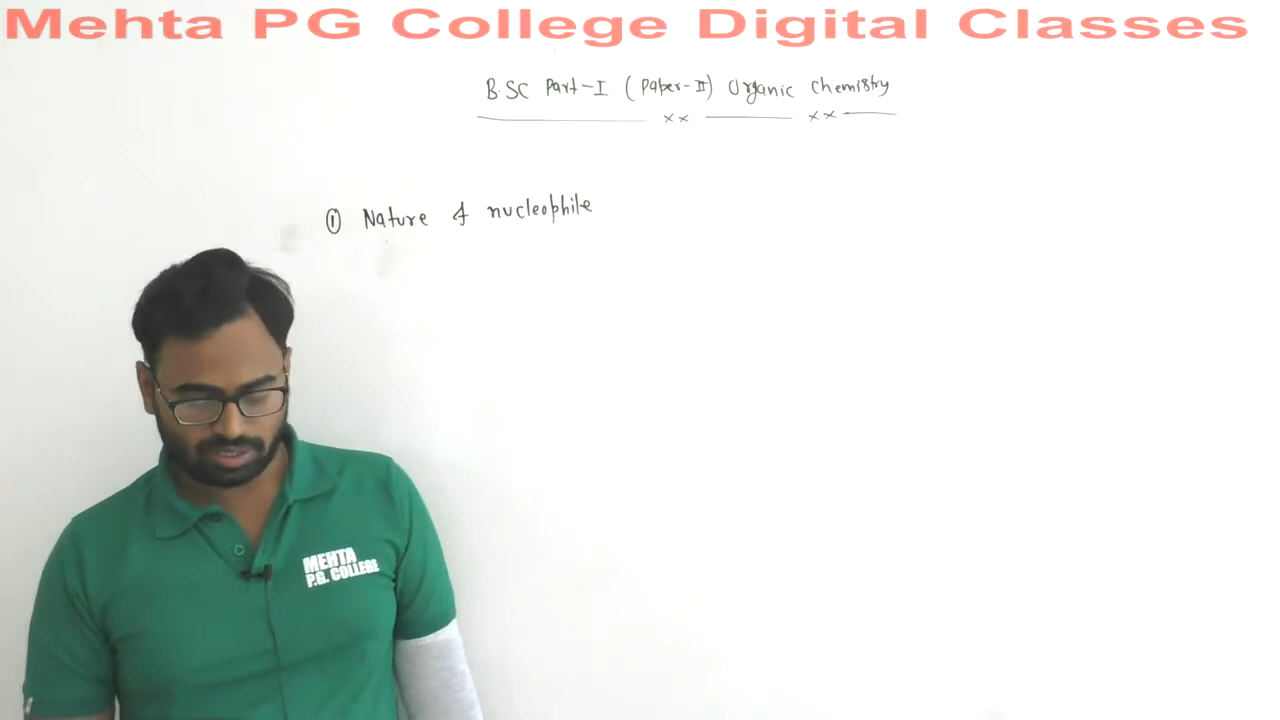 Mehta PG College Digital Classes
B.SC Part-I (Paper-II) Organic Chemistry
① Nature of nucleophile
MEHTA
P.G. COLLEGE